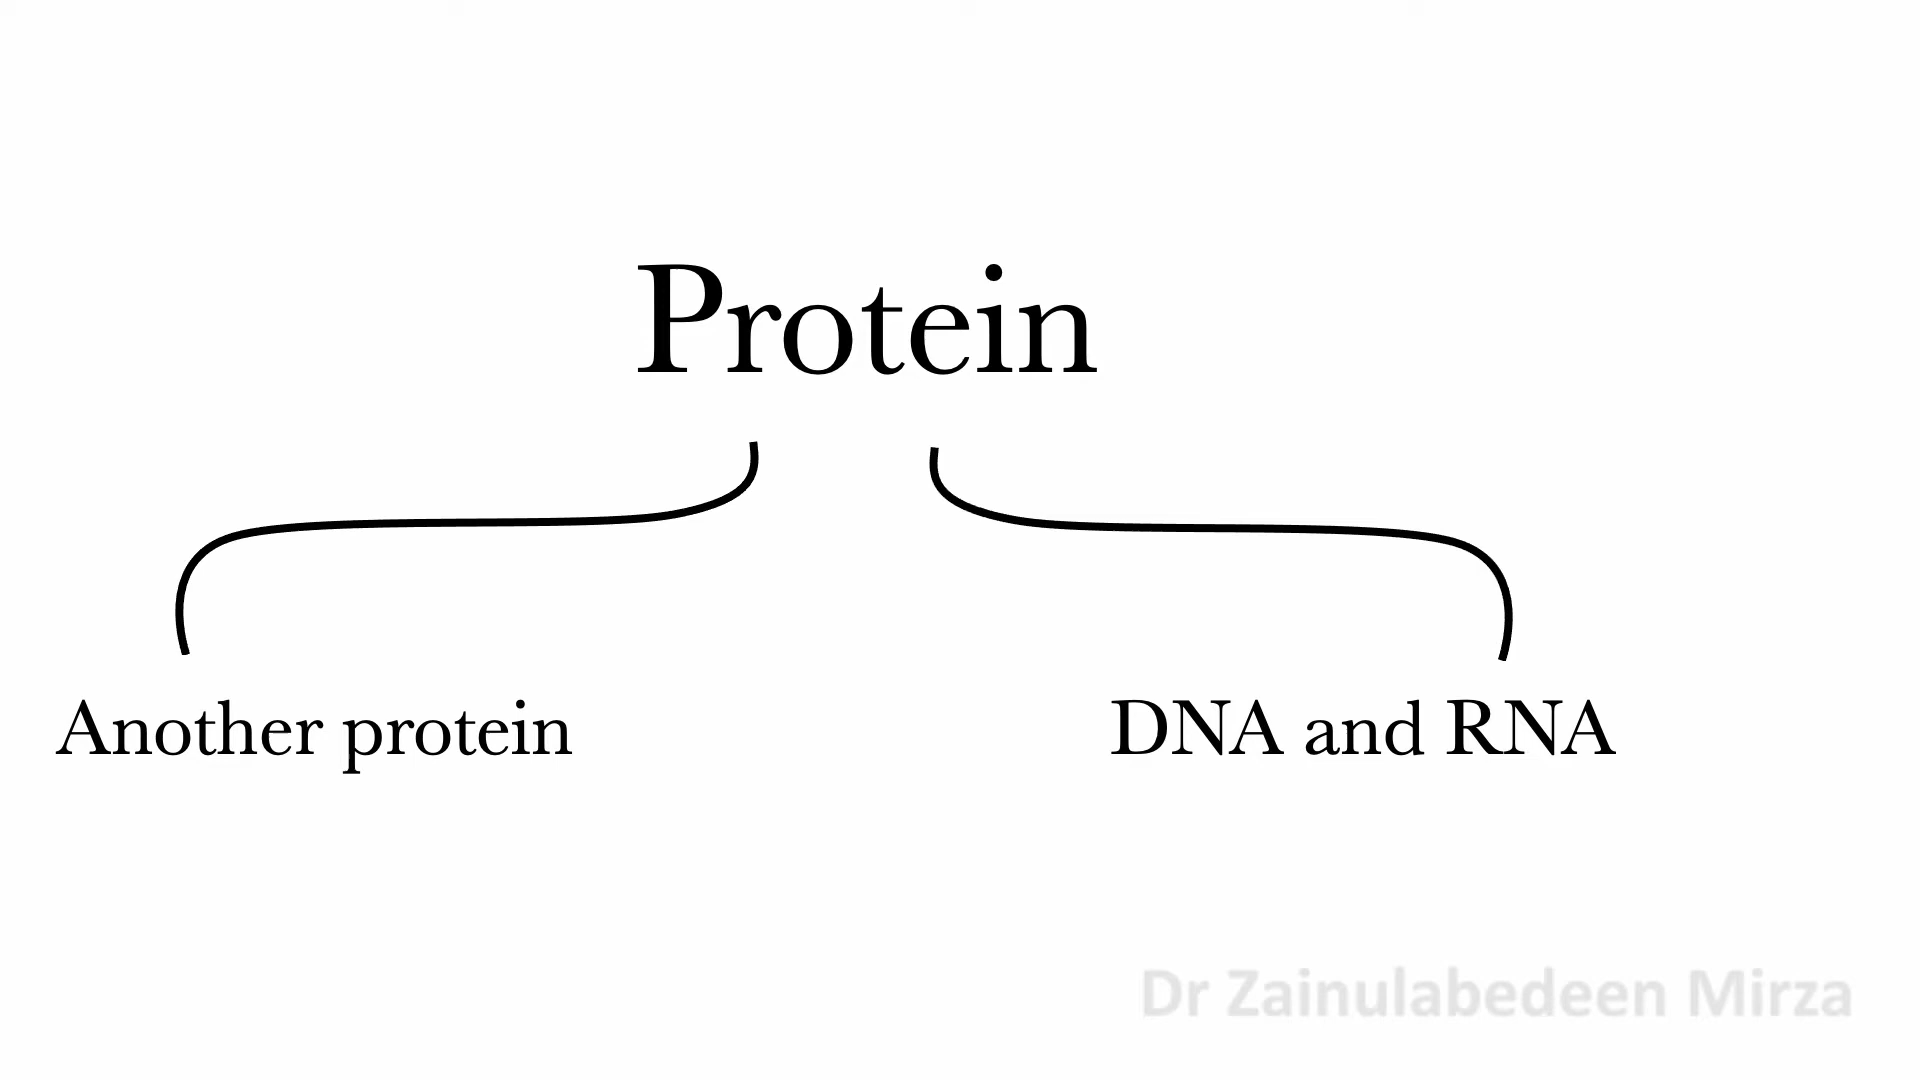 Protein
Another protein
DNA and RNA
Dr Zainulabedeen Mirza